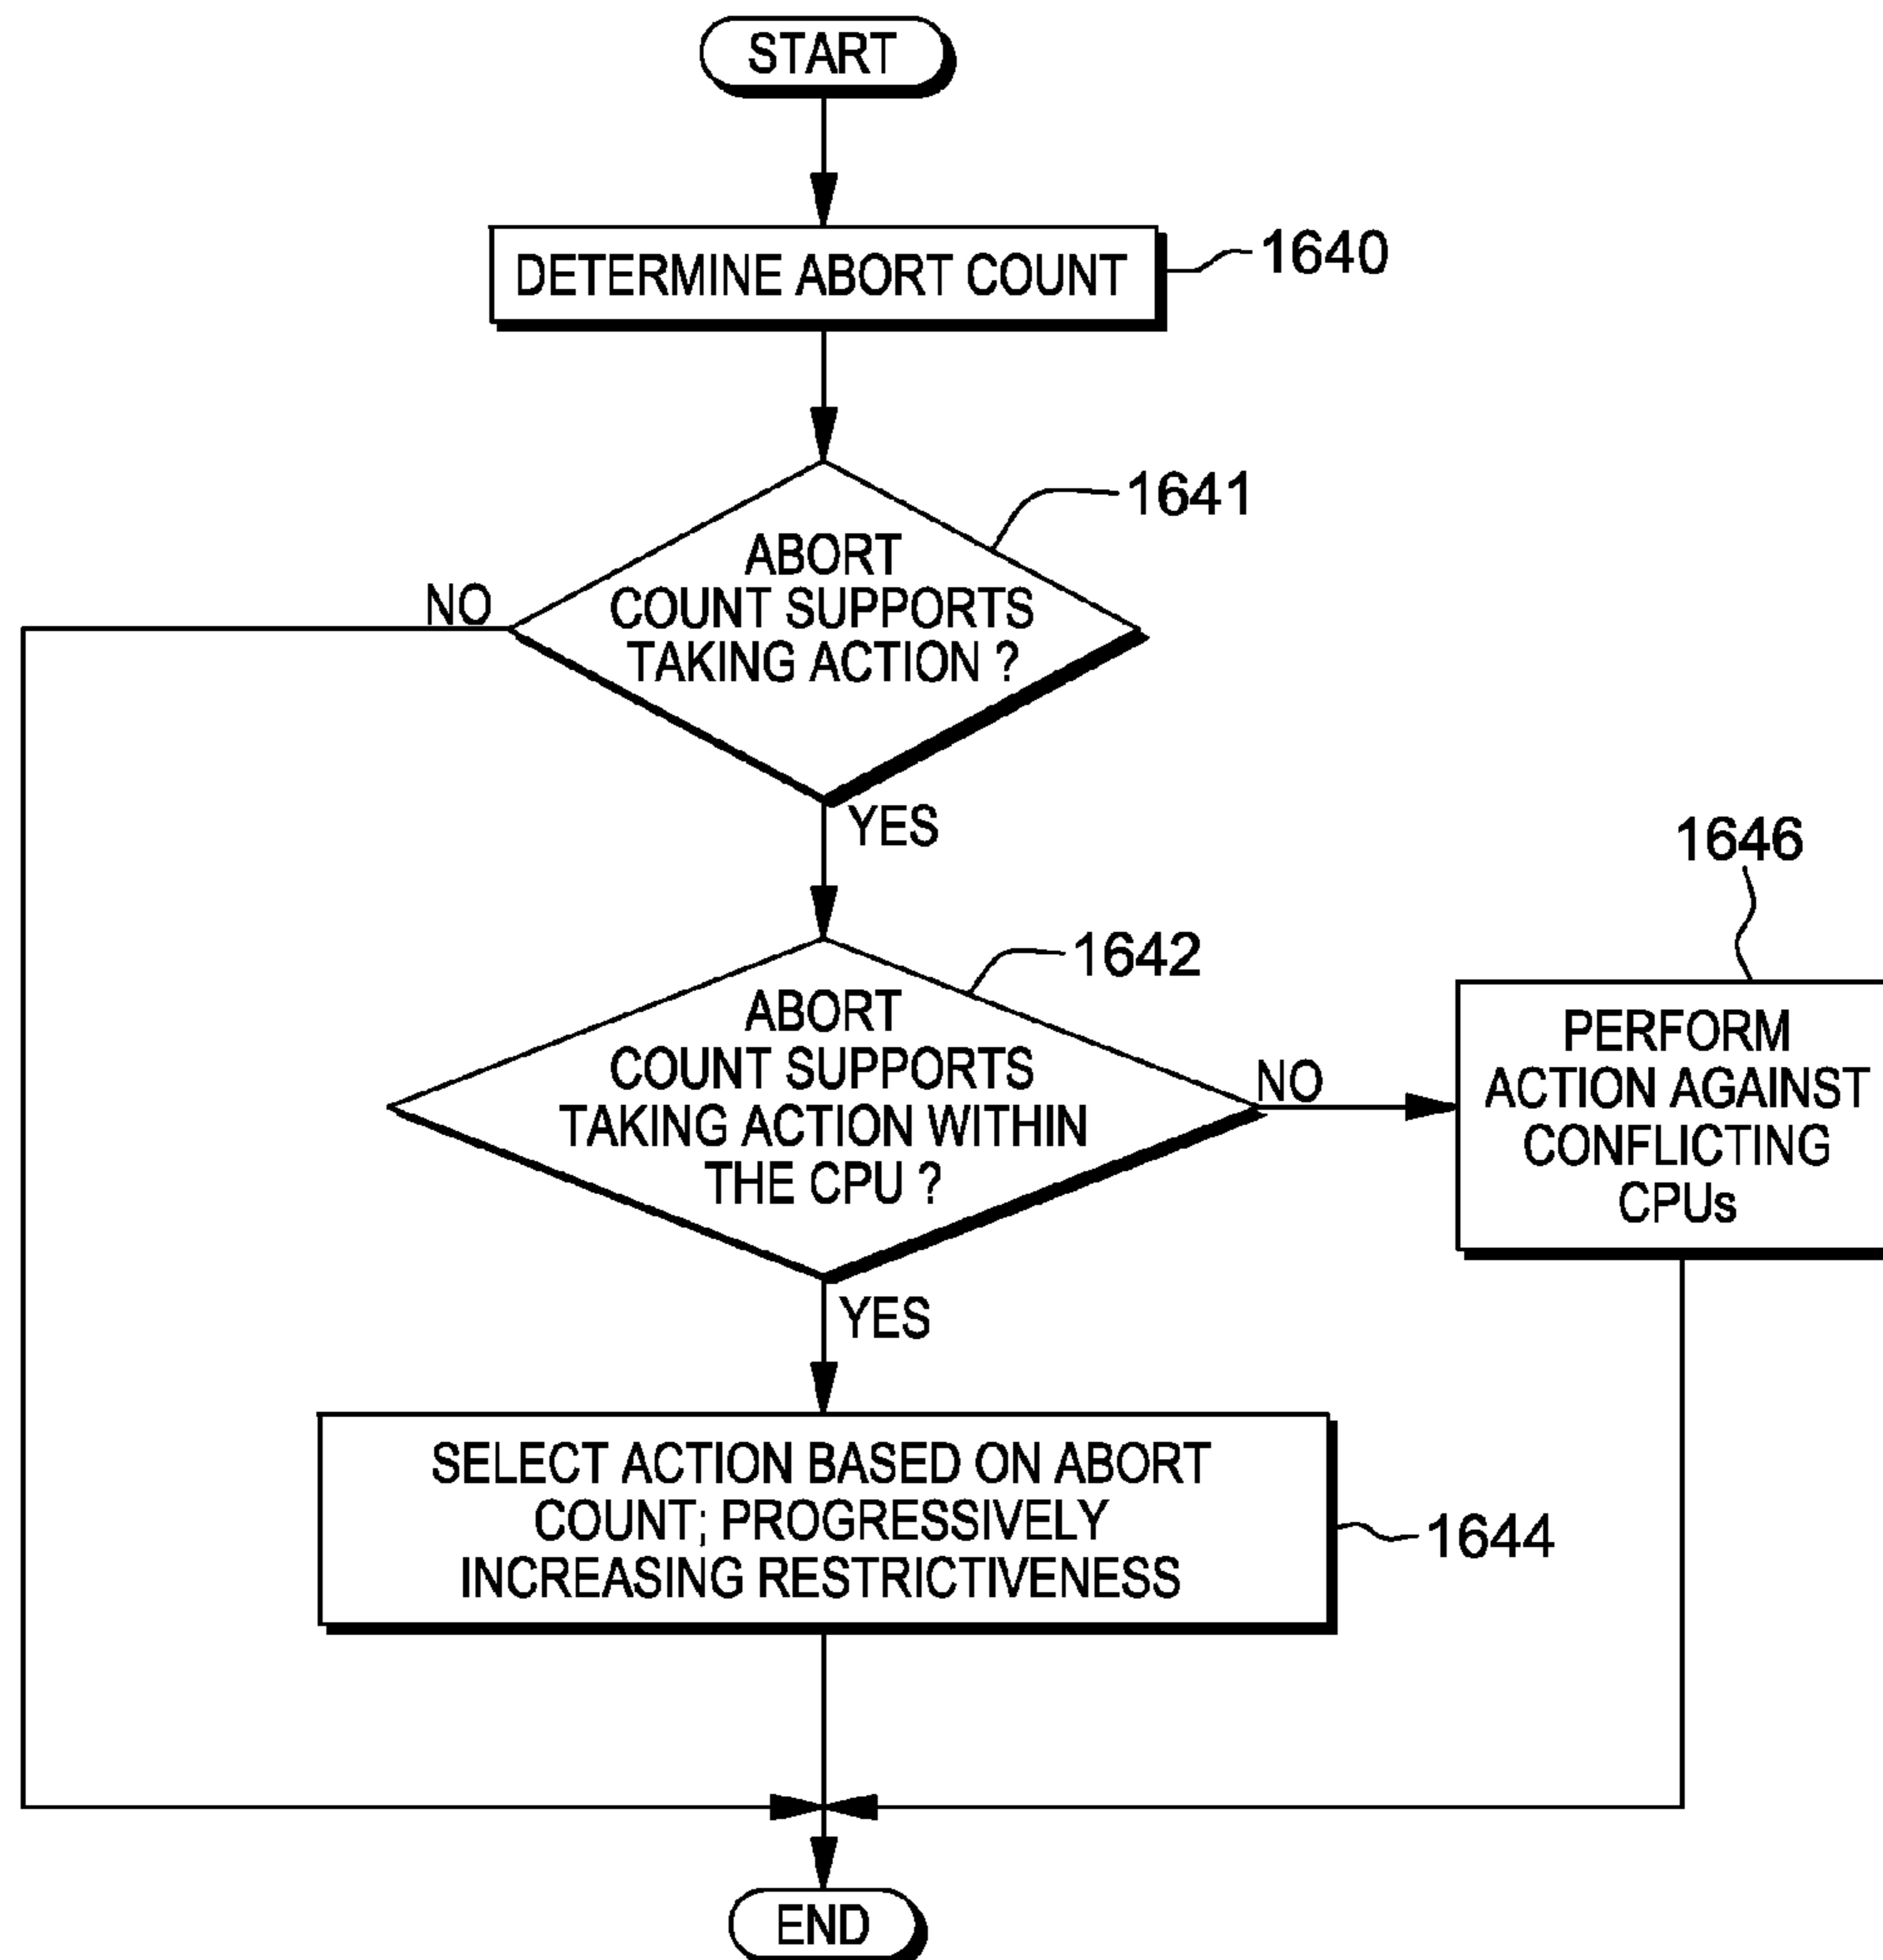 START
DETERMINE ABORT COUNT
1640
1641
ABORT
COUNT SUPPORTS
TAKING ACTION ?
NO
YES
1642
ABORT
COUNT SUPPORTS
TAKING ACTION WITHIN
THE CPU ?
NO
1646
PERFORM
ACTION AGAINST
CONFLICTING
CPUs
YES
SELECT ACTION BASED ON ABORT
COUNT; PROGRESSIVELY
INCREASING RESTRICTIVENESS
1644
END